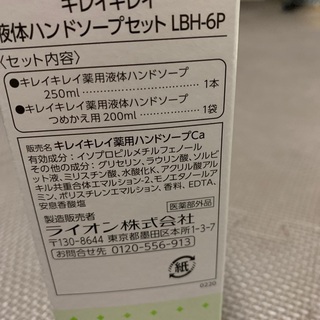 キレイキレイ
液体ハンドソープセット LBH-6P
〈セット内容〉
●キレイキレイ薬用液体ハンドソープ
250ml 1本
●キレイキレイ薬用液体ハンドソープ
つめかえ用 200ml 1袋
販売名 キレイキレイ薬用ハンドソープCa
有効成分：イソプロピルメチルフェノール
その他の成分：グリセリン、ラウリン酸、ソルビ
ット液、ミリスチン酸、水酸化K、アクリル酸アル
キル共重合体エマルション-2、モノエタノールア
ミン、ポリスチレンエマルション、香料、EDTA、
安息香酸塩
医薬部外品
製造販売者
ライオン株式会社
〒130-8644 東京都墨田区本所1-3-7
お問合せ先 0120-556-913
紙
0220